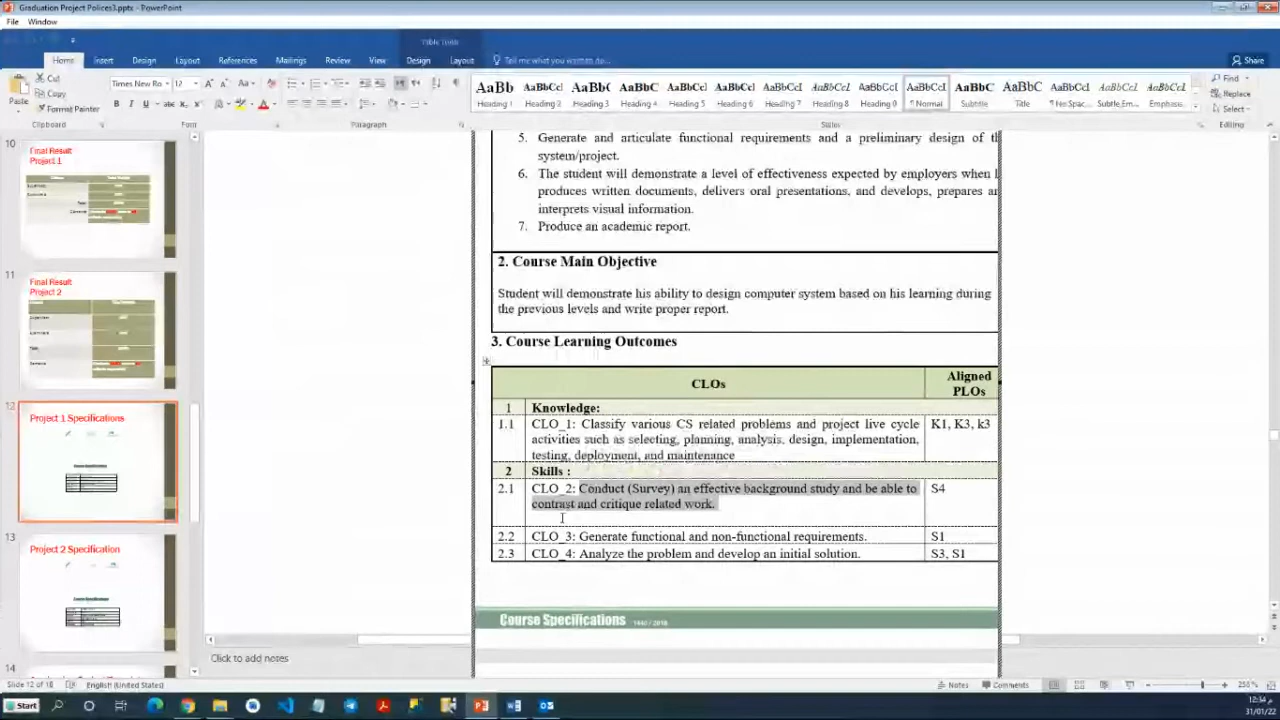 Graduation Project Polices3.pptx - PowerPoint
File Window
Table Tools
Home Insert Design Layout References Mailings Review View Design Layout Tell me what you want to do... Share
Cut
Copy
Format Painter
Paste
Times New Ro
12
AaBb AaBbCcI AaBbC AaBbCcl AaBbCcI AaBbCcI AaBbCcI AaBbCcI AaBbCcI AaBbCcI AaBbC AaBbC AaBbCcI AaBbCcI AaBbCcI
Heading 1 Heading 2 Heading 3 Heading 4 Heading 5 Heading 6 Heading 7 Heading 8 Heading 9 ¶ Normal Subtitle Title ¶ No Spac... Subtle Em... Emphasis
Find
Replace
Select
Clipboard Font Paragraph Styles Editing
10
Final Result
Project 1
11
Final Result
Project 2
12
Project 1 Specifications
13
Project 2 Specification
14
5. Generate and articulate functional requirements and a preliminary design of th
system/project.
6. The student will demonstrate a level of effectiveness expected by employers when
produces written documents, delivers oral presentations, and develops, prepares an
interprets visual information.
7. Produce an academic report.
2. Course Main Objective
Student will demonstrate his ability to design computer system based on his learning during
the previous levels and write proper report.
3. Course Learning Outcomes
CLOs Aligned
PLOs
1 Knowledge:
1.1 CLO_1: Classify various CS related problems and project live cycle K1, K3, k3
activities such as selecting, planning, analysis, design, implementation,
testing, deployment, and maintenance
2 Skills :
2.1 CLO_2: Conduct (Survey) an effective background study and be able to S4
contrast and critique related work.
2.2 CLO_3: Generate functional and non-functional requirements. S1
2.3 CLO_4: Analyze the problem and develop an initial solution. S3, S1
Course Specifications 1440 / 2018
Click to add notes
Slide 12 of 18 English (United States) Notes Comments
Start
31/01/22